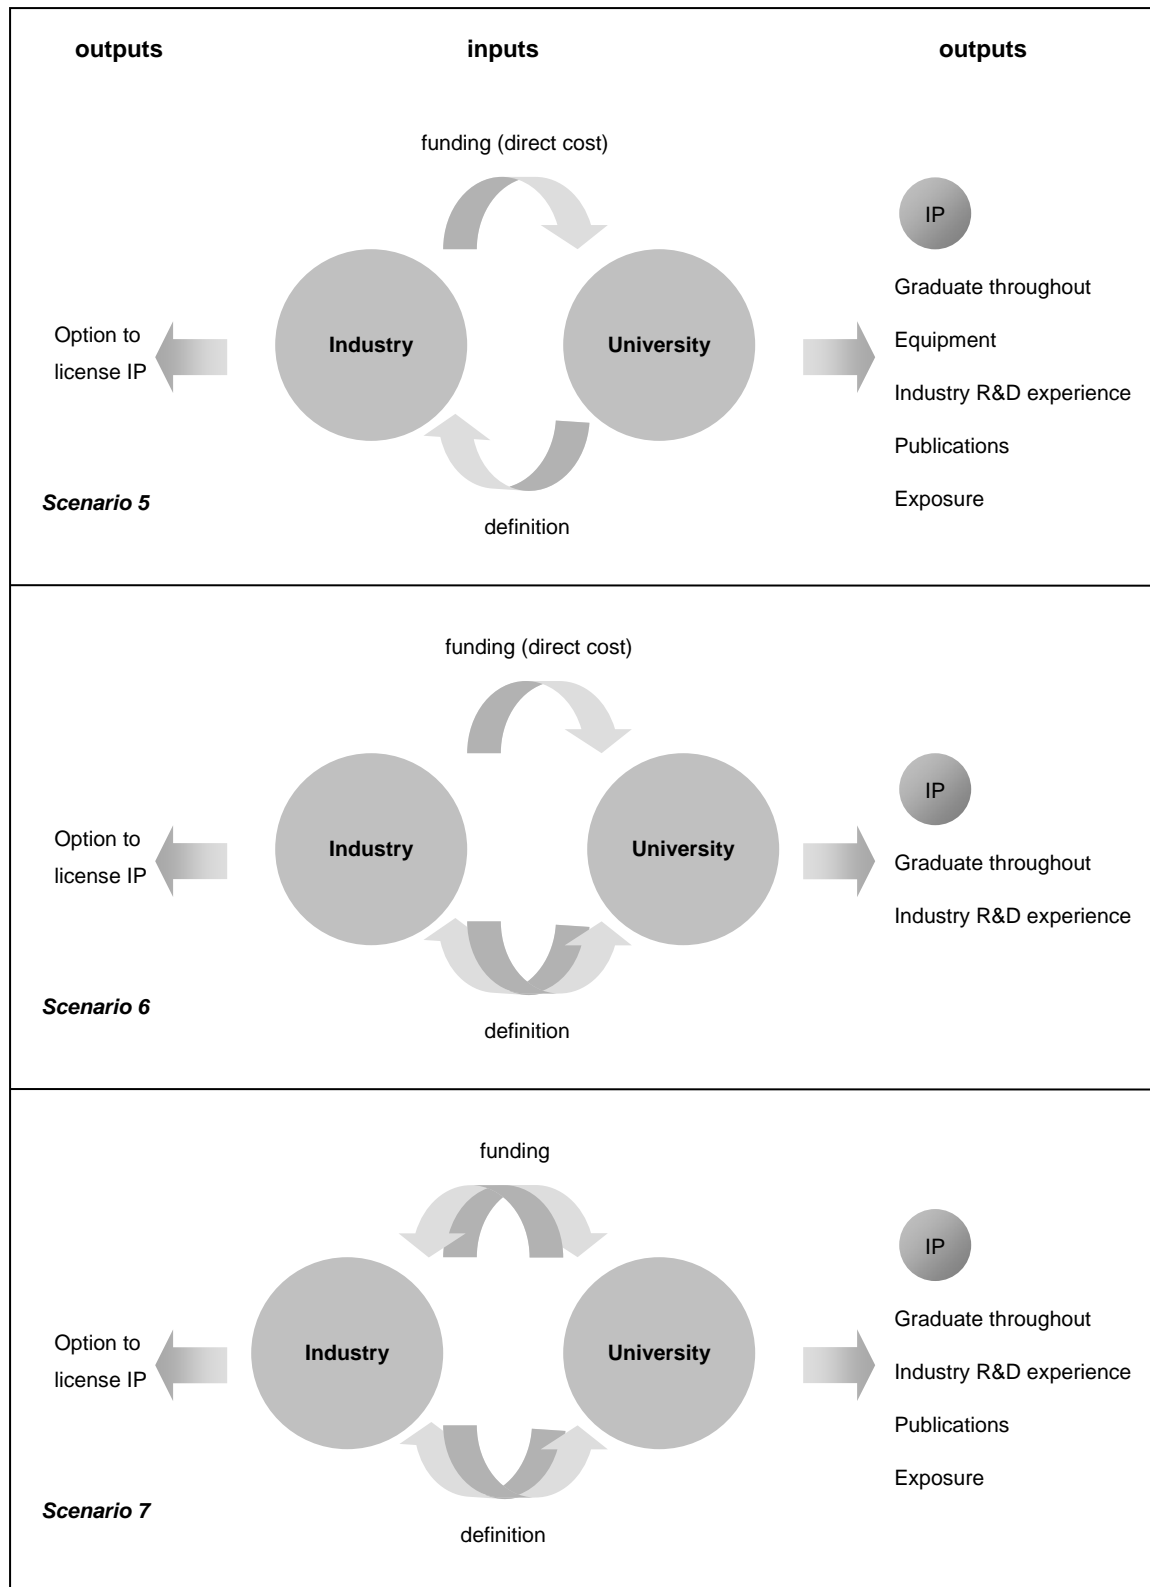 outputs
inputs
outputs
funding (direct cost)
IP
Graduate throughout
Option to
license IP
Industry
University
Equipment
Industry R&D experience
Publications
Exposure
Scenario 5
definition
funding (direct cost)
IP
Option to
license IP
Industry
University
Graduate throughout
Industry R&D experience
Scenario 6
definition
funding
IP
Graduate throughout
Option to
license IP
Industry
University
Industry R&D experience
Publications
Exposure
Scenario 7
definition